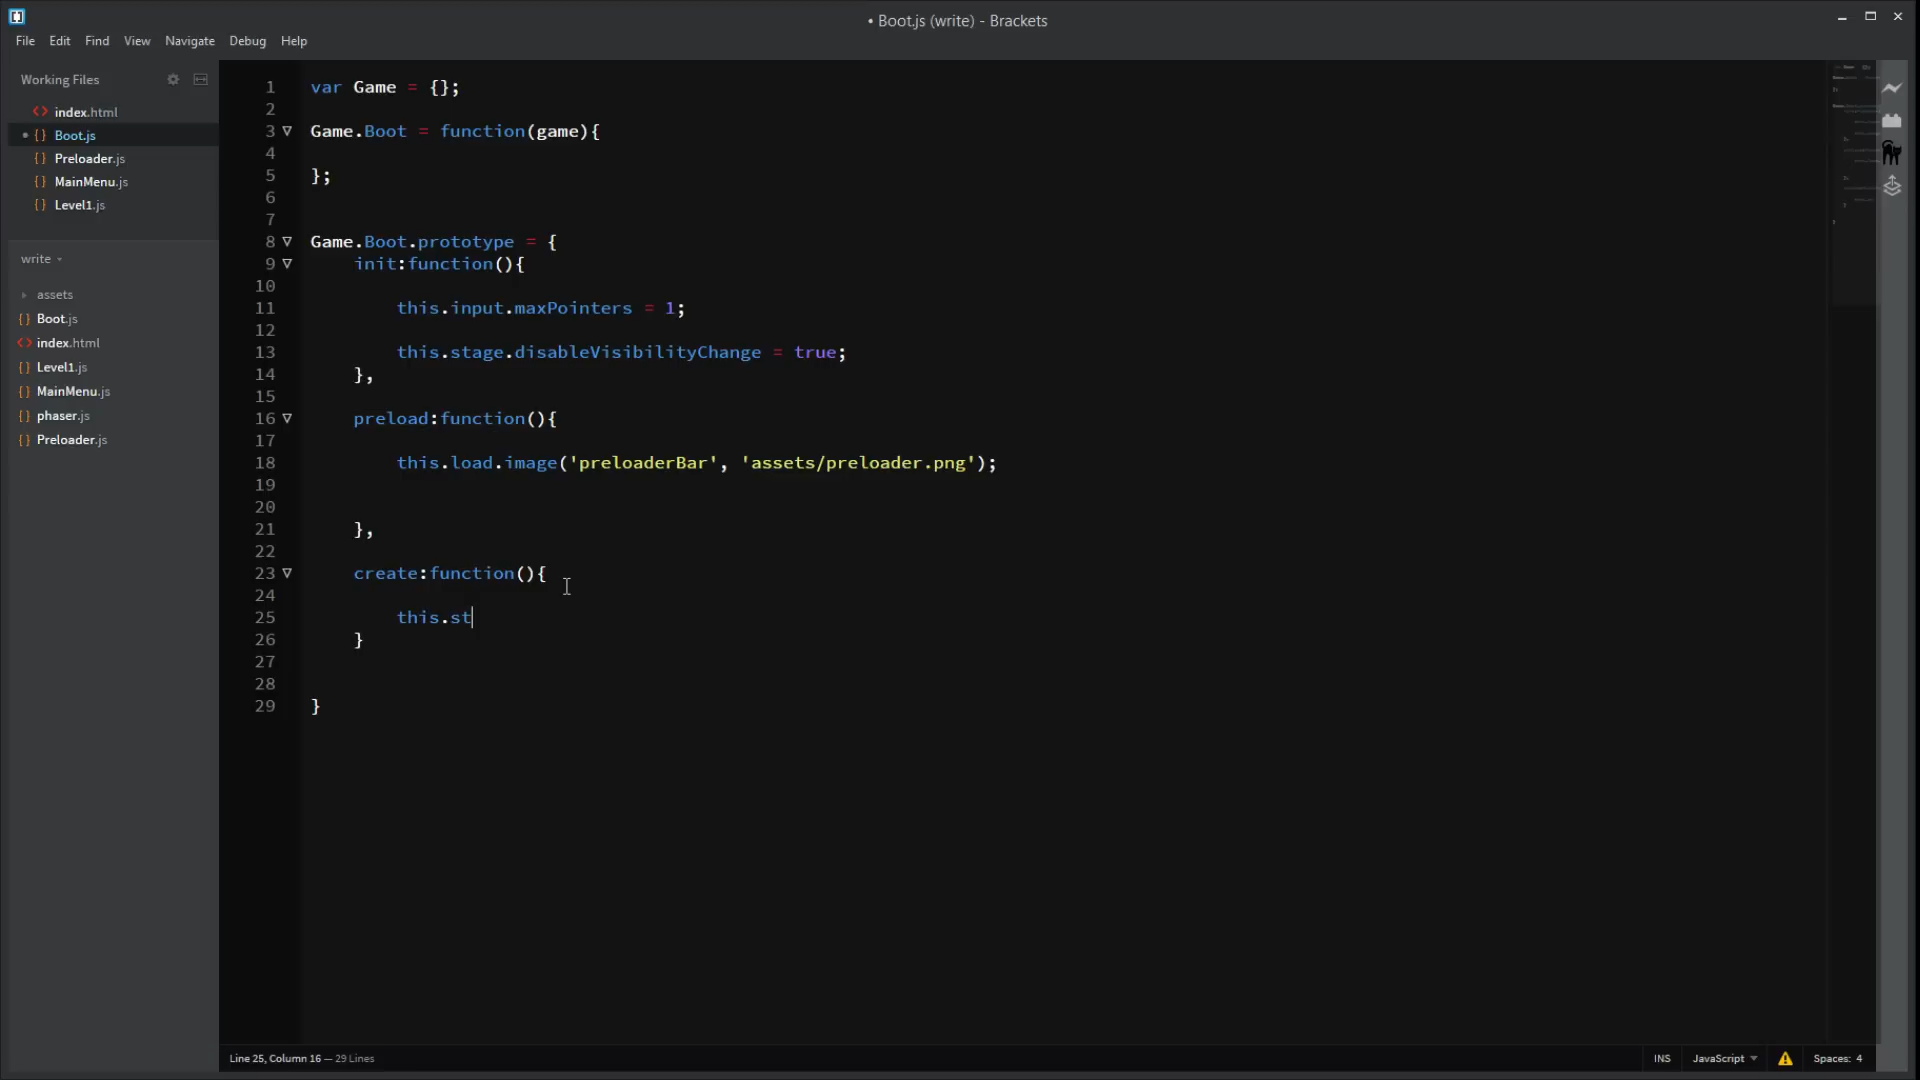 • Boot.js (write) - Brackets
File Edit Find View Navigate Debug Help
Working Files
index.html
Boot.js
Preloader.js
MainMenu.js
Level1.js
write
assets
Boot.js
index.html
Level1.js
MainMenu.js
phaser.js
Preloader.js
1 var Game = {};
2
3 Game.Boot = function(game){
4
5 };
6
7
8 Game.Boot.prototype = {
9 init:function(){
10
11 this.input.maxPointers = 1;
12
13 this.stage.disableVisibilityChange = true;
14 },
15
16 preload:function(){
17
18 this.load.image('preloaderBar', 'assets/preloader.png');
19
20
21 },
22
23 create:function(){
24
25 this.st
26 }
27
28
29 }
Line 25, Column 16 — 29 Lines
INS JavaScript Spaces: 4